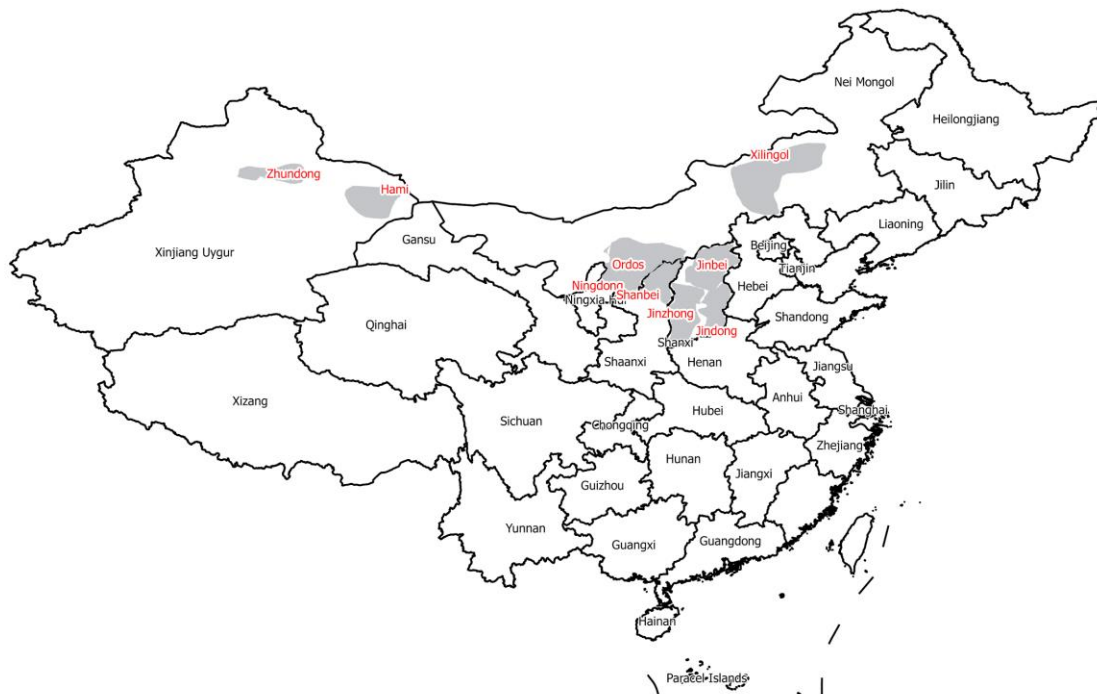 Nei Mongol
Heilongjiang
Xilingol
Zhundong
Jilin
Hami
Liaoning
Gansu
Beijing
Xinjiang Uygur
Ordos
Jinbei
Tianjin
Ningdong
Hebei
Shanbei
Ningxia Hui
Jinzhong
Shandong
Qinghai
Jindong
Shanxi
Shaanxi
Henan
Jiangsu
Anhui
Xizang
Shanghai
Hubei
Sichuan
Chongqing
Zhejiang
Hunan
Jiangxi
Guizhou
Yunnan
Guangdong
Guangxi
Hainan
Paracel Islands